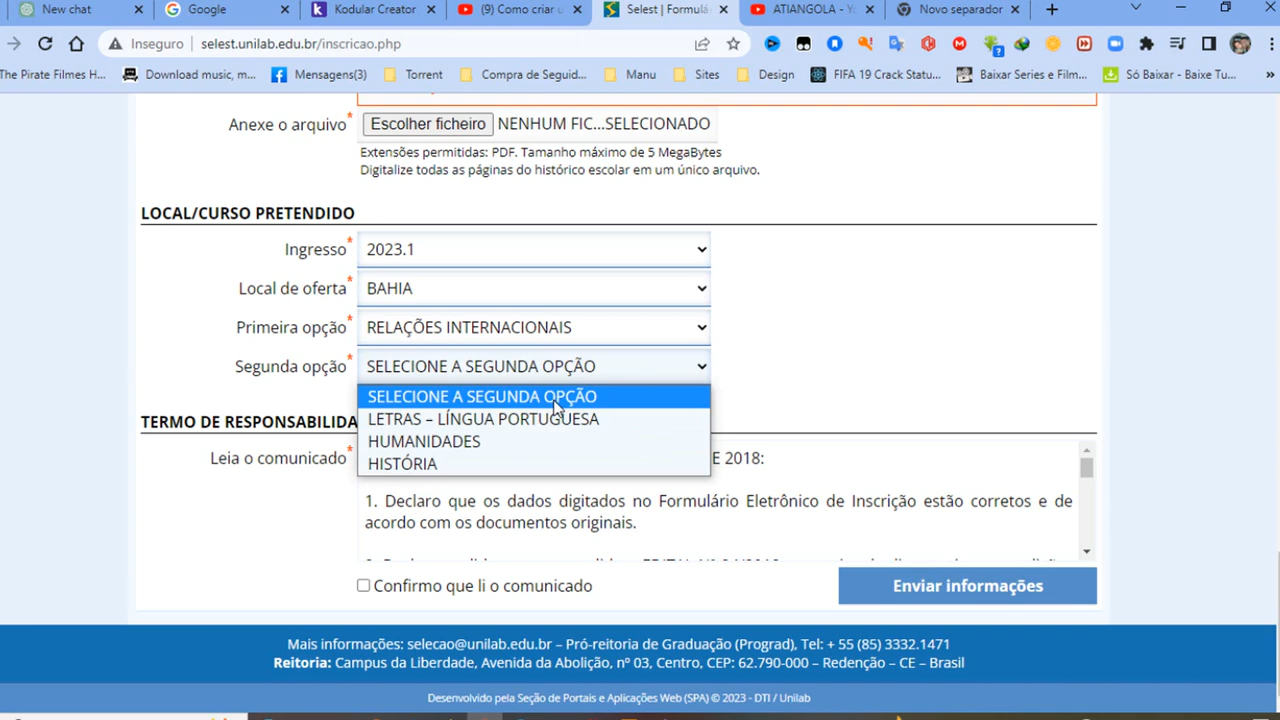 New chat
Google
Kodular Creator
(9) Como criar u
Selest | Formulá
ATIANGOLA - Yo
Novo separador
Inseguro
selest.unilab.edu.br/inscricao.php
The Pirate Filmes H...
Download music, m...
Mensagens(3)
Torrent
Compra de Seguid...
Manu
Sites
Design
FIFA 19 Crack Statu...
Baixar Series e Film...
Só Baixar - Baixe Tu...
Anexe o arquivo*
Escolher ficheiro NENHUM FIC...SELECIONADO
Extensões permitidas: PDF. Tamanho máximo de 5 MegaBytes
Digitalize todas as páginas do histórico escolar em um único arquivo.
LOCAL/CURSO PRETENDIDO
Ingresso* 2023.1
Local de oferta* BAHIA
Primeira opção* RELAÇÕES INTERNACIONAIS
Segunda opção* SELECIONE A SEGUNDA OPÇÃO
SELECIONE A SEGUNDA OPÇÃO
LETRAS – LÍNGUA PORTUGUESA
HUMANIDADES
HISTÓRIA
TERMO DE RESPONSABILIDA
Leia o comunicado* E 2018:
1. Declaro que os dados digitados no Formulário Eletrônico de Inscrição estão corretos e de
acordo com os documentos originais.
Confirmo que li o comunicado
Enviar informações
Mais informações: selecao@unilab.edu.br – Pró-reitoria de Graduação (Prograd), Tel: + 55 (85) 3332.1471
Reitoria: Campus da Liberdade, Avenida da Abolição, nº 03, Centro, CEP: 62.790-000 – Redenção – CE – Brasil
Desenvolvido pela Seção de Portais e Aplicações Web (SPA) © 2023 - DTI / Unilab